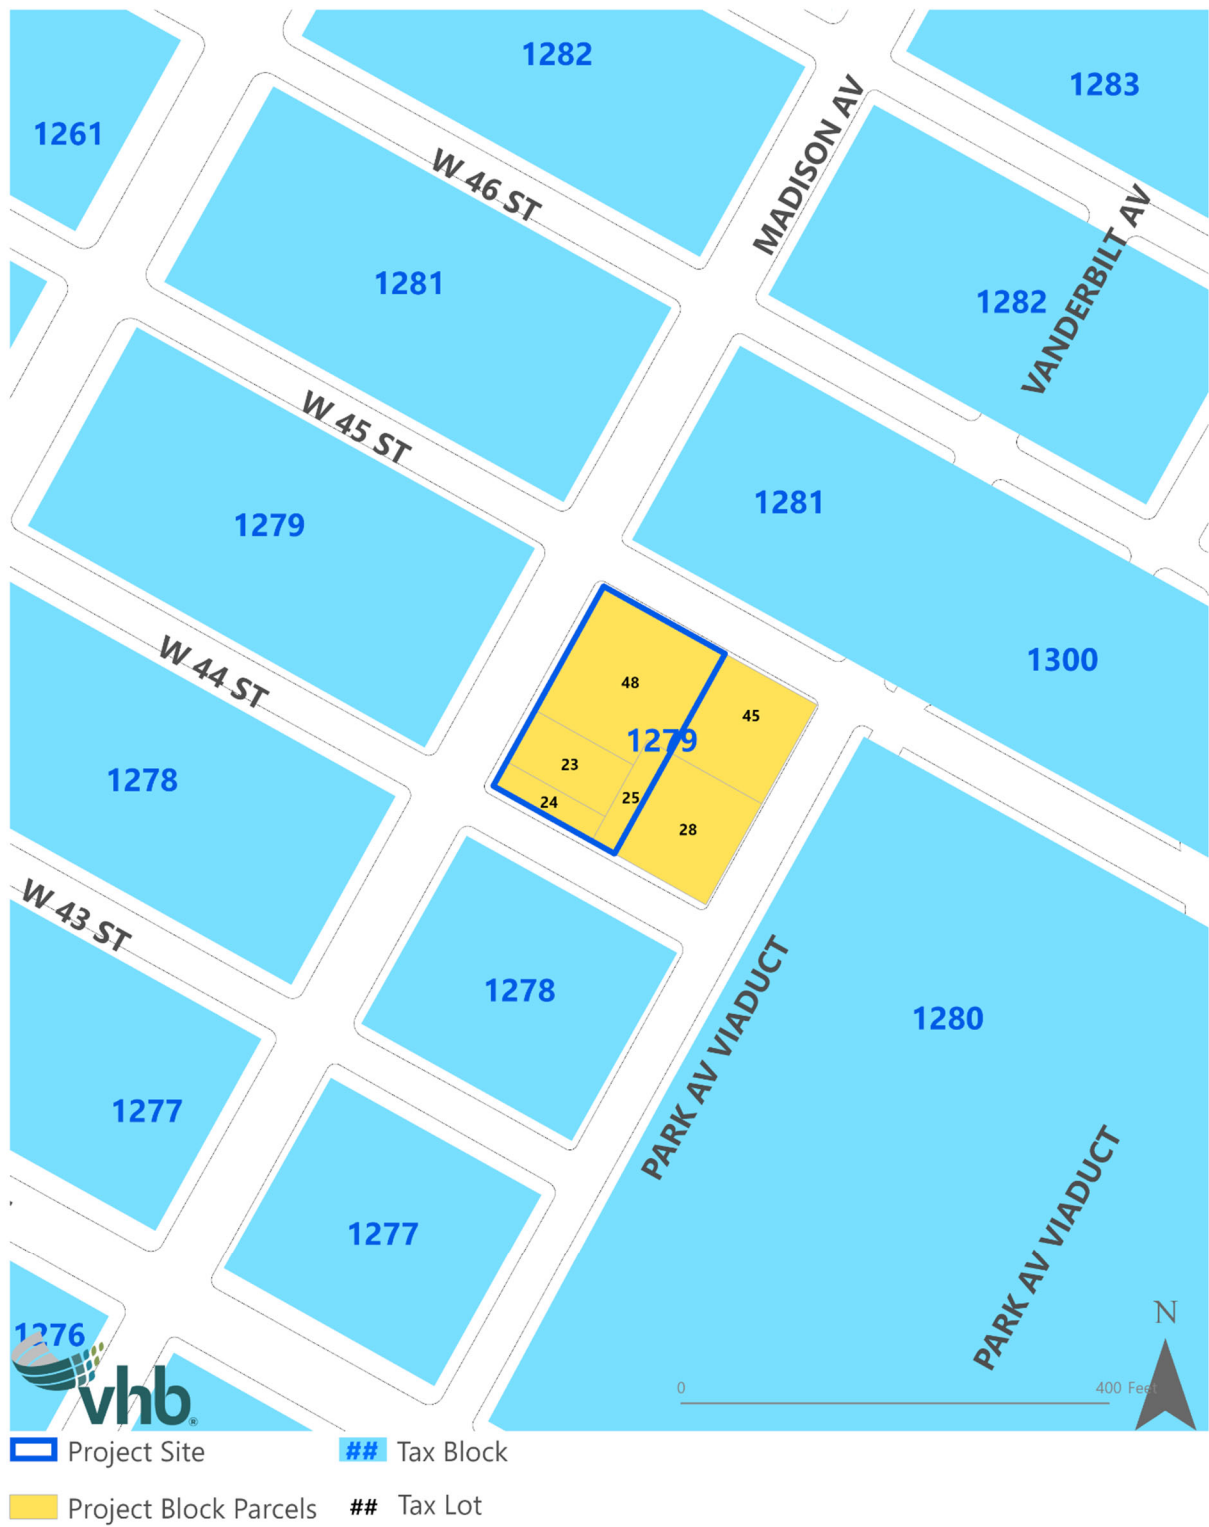 1282
1283
1261
MADISON AV
W 46 ST
VANDERBILT AV
1281
1282
W 45 ST
1281
1279
1300
W 44 ST
48
45
1279
23
25
24
28
1278
W 43 ST
1278
1280
PARK AV VIADUCT
1277
PARK AV VIADUCT
1277
N
1276
vhb®
0 400 Feet
Project Site
## Tax Block
Project Block Parcels
## Tax Lot